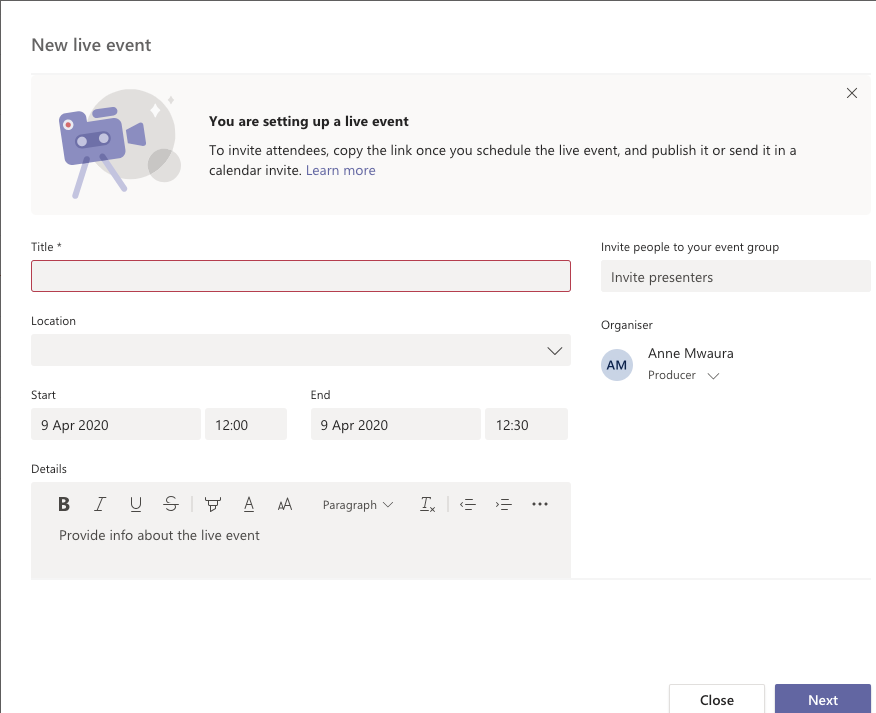 New live event
You are setting up a live event
To invite attendees, copy the link once you schedule the live event, and publish it or send it in a
calendar invite. Learn more
Title *
Invite people to your event group
Invite presenters
Location
Organiser
AM
Anne Mwaura
Producer
Start
End
9 Apr 2020
12:00
9 Apr 2020
12:30
Details
B I U S A AA Paragraph Ix
Provide info about the live event
Close
Next